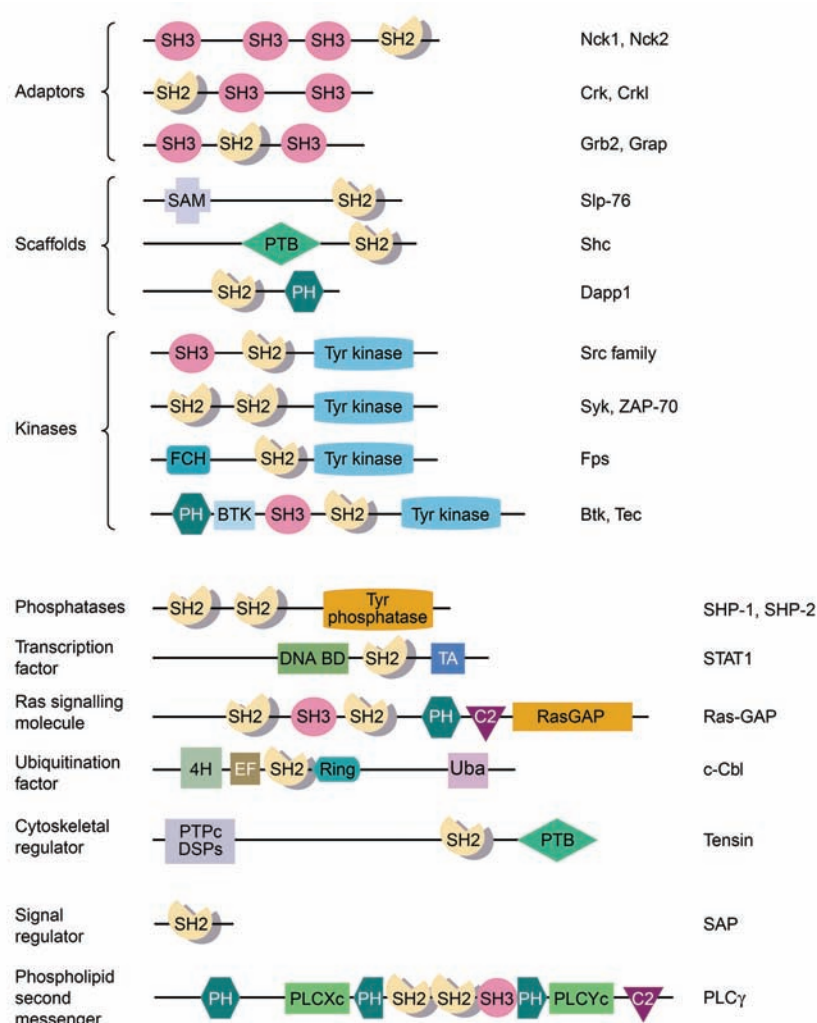 SH3 SH3 SH3 SH2 Nck1, Nck2
Adaptors SH2 SH3 SH3 Crk, Crkl
SH3 SH2 SH3 Grb2, Grap
SAM SH2 Slp-76
Scaffolds PTB SH2 Shc
SH2 PH Dapp1
SH3 SH2 Tyr kinase Src family
SH2 SH2 Tyr kinase Syk, ZAP-70
Kinases
FCH SH2 Tyr kinase Fps
PH BTK SH3 SH2 Tyr kinase Btk, Tec
Phosphatases SH2 SH2 Tyr
phosphatase SHP-1, SHP-2
Transcription
factor DNA BD SH2 TA STAT1
Ras signalling
molecule SH2 SH3 SH2 PH C2 RasGAP Ras-GAP
Ubiquitination
factor 4H EF SH2 Ring Uba c-Cbl
Cytoskeletal
regulator PTPc
DSPs SH2 PTB Tensin
Signal
regulator SH2 SAP
Phospholipid
second
messenger PH PLCXc PH SH2 SH2 SH3 PH PLCYc C2 PLCγ